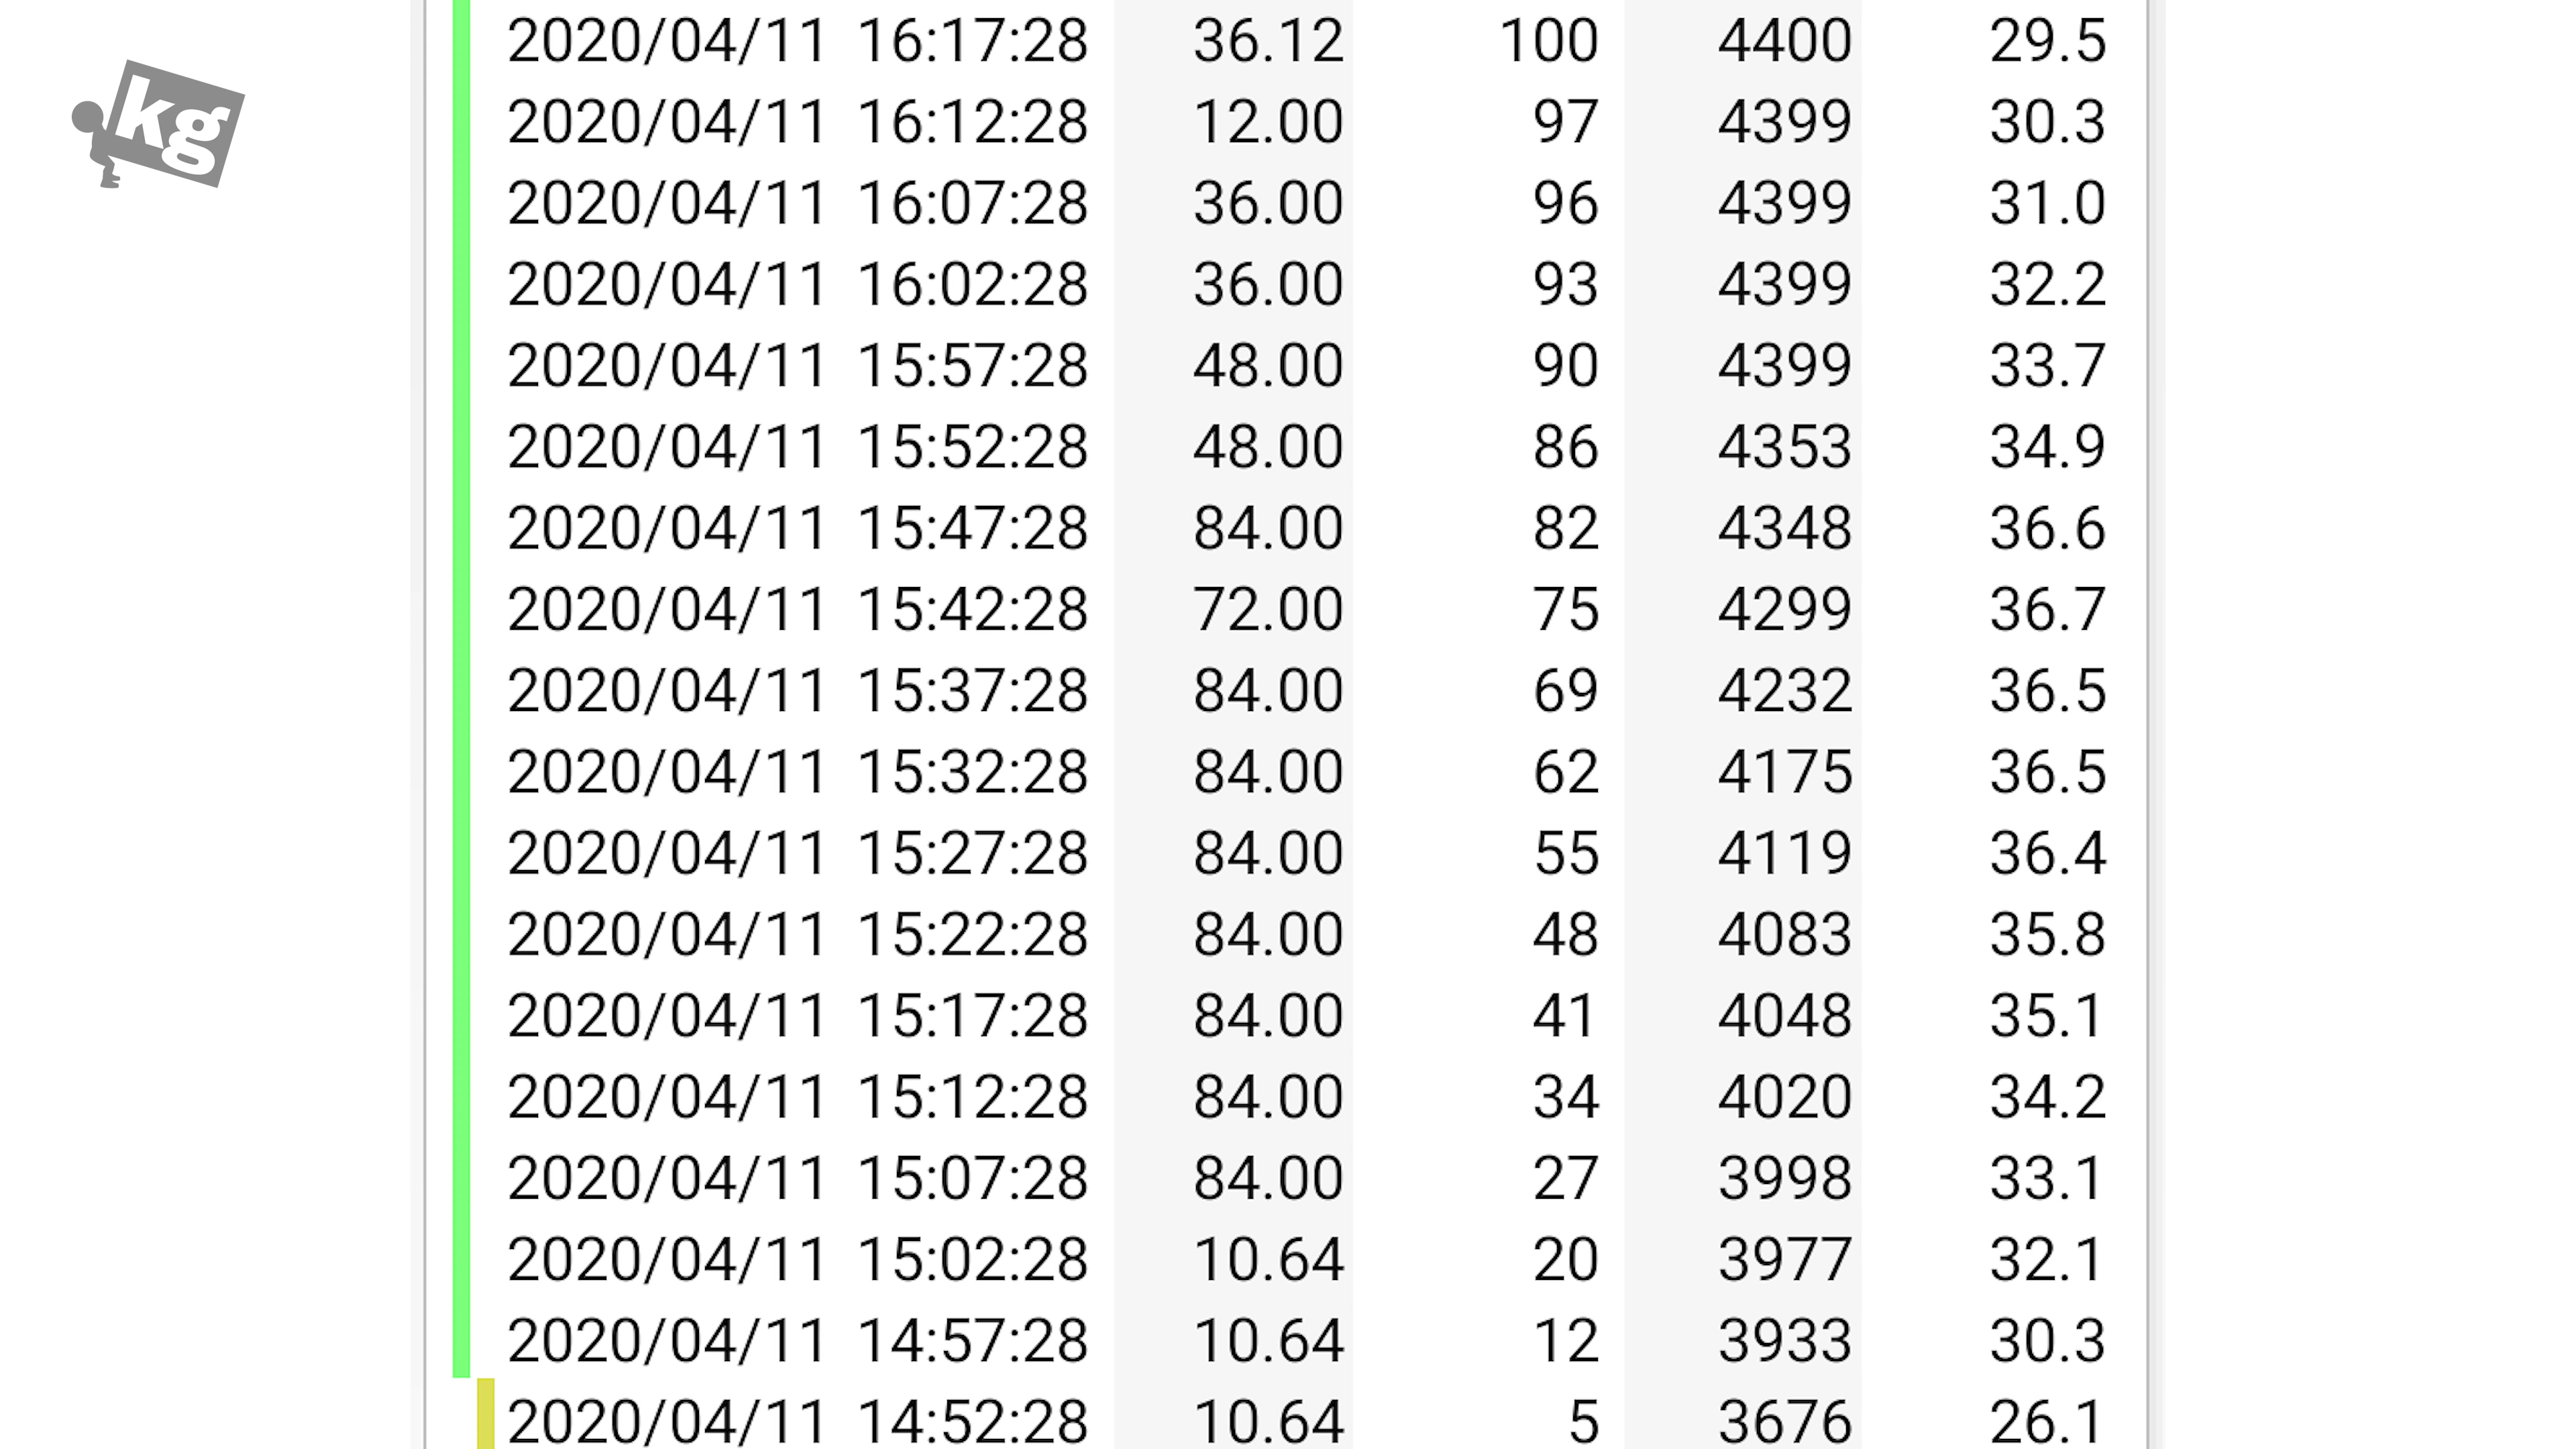 kg
2020/04/11 16:17:28 36.12 100 4400 29.5
2020/04/11 16:12:28 12.00 97 4399 30.3
2020/04/11 16:07:28 36.00 96 4399 31.0
2020/04/11 16:02:28 36.00 93 4399 32.2
2020/04/11 15:57:28 48.00 90 4399 33.7
2020/04/11 15:52:28 48.00 86 4353 34.9
2020/04/11 15:47:28 84.00 82 4348 36.6
2020/04/11 15:42:28 72.00 75 4299 36.7
2020/04/11 15:37:28 84.00 69 4232 36.5
2020/04/11 15:32:28 84.00 62 4175 36.5
2020/04/11 15:27:28 84.00 55 4119 36.4
2020/04/11 15:22:28 84.00 48 4083 35.8
2020/04/11 15:17:28 84.00 41 4048 35.1
2020/04/11 15:12:28 84.00 34 4020 34.2
2020/04/11 15:07:28 84.00 27 3998 33.1
2020/04/11 15:02:28 10.64 20 3977 32.1
2020/04/11 14:57:28 10.64 12 3933 30.3
2020/04/11 14:52:28 10.64 5 3676 26.1